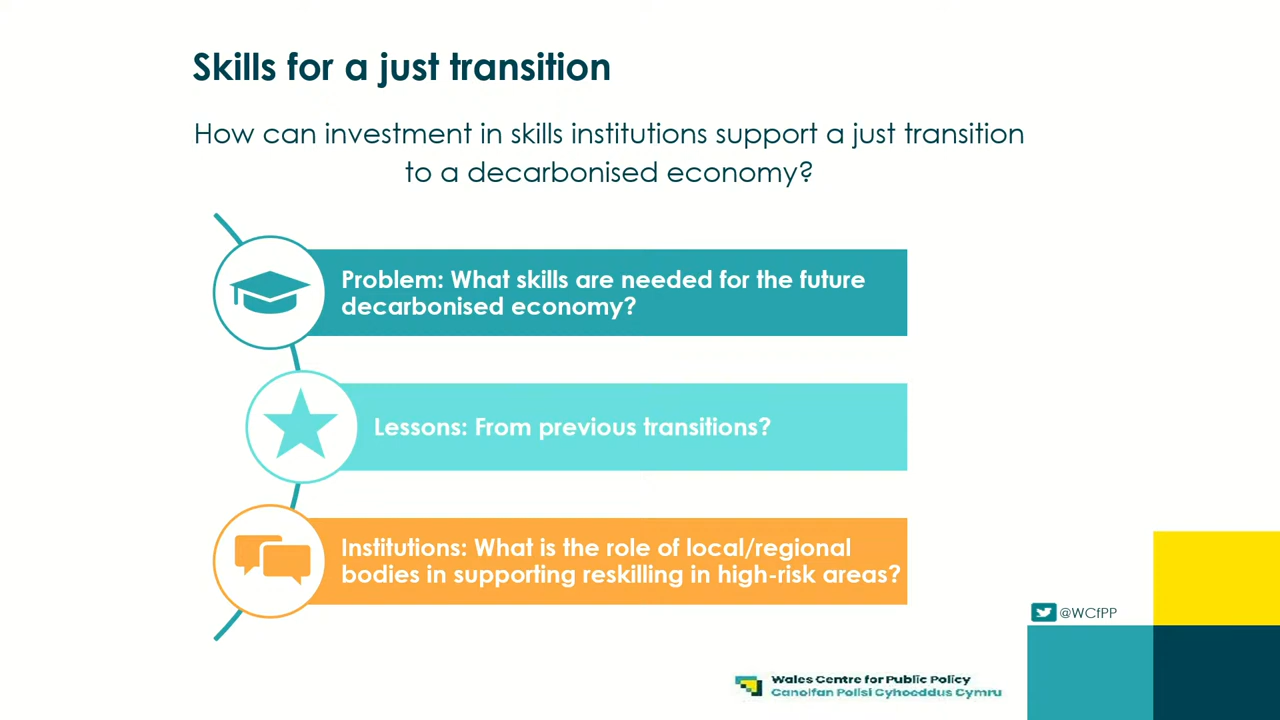 Skills for a just transition
How can investment in skills institutions support a just transition
to a decarbonised economy?
Problem: What skills are needed for the future
decarbonised economy?
Lessons: From previous transitions?
Institutions: What is the role of local/regional
bodies in supporting reskilling in high-risk areas?
@WCfPP
Wales Centre for Public Policy
Canolfan Polisi Cyhoeddus Cymru